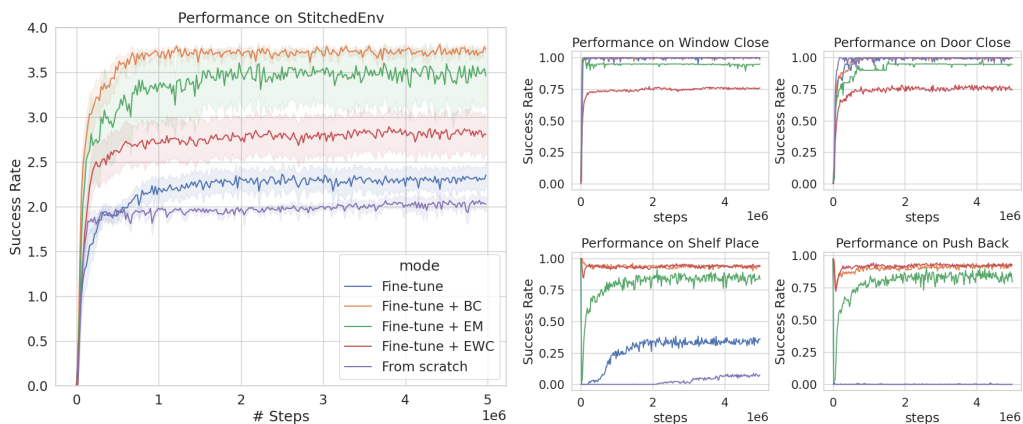 Performance on StitchedEnv
Success Rate
4.0
3.5
3.0
2.5
2.0
1.5
1.0
0.5
0.0
mode
Fine-tune
Fine-tune + BC
Fine-tune + EM
Fine-tune + EWC
From scratch
0 1 2 3 4 5
# Steps
1e6
Performance on Window Close
Success Rate
1.00
0.75
0.50
0.25
0.00
0 2 4
steps
1e6
Performance on Door Close
Success Rate
1.00
0.75
0.50
0.25
0.00
0 2 4
steps
1e6
Performance on Shelf Place
Success Rate
1.00
0.75
0.50
0.25
0.00
0 2 4
steps
1e6
Performance on Push Back
Success Rate
1.00
0.75
0.50
0.25
0.00
0 2 4
steps
1e6